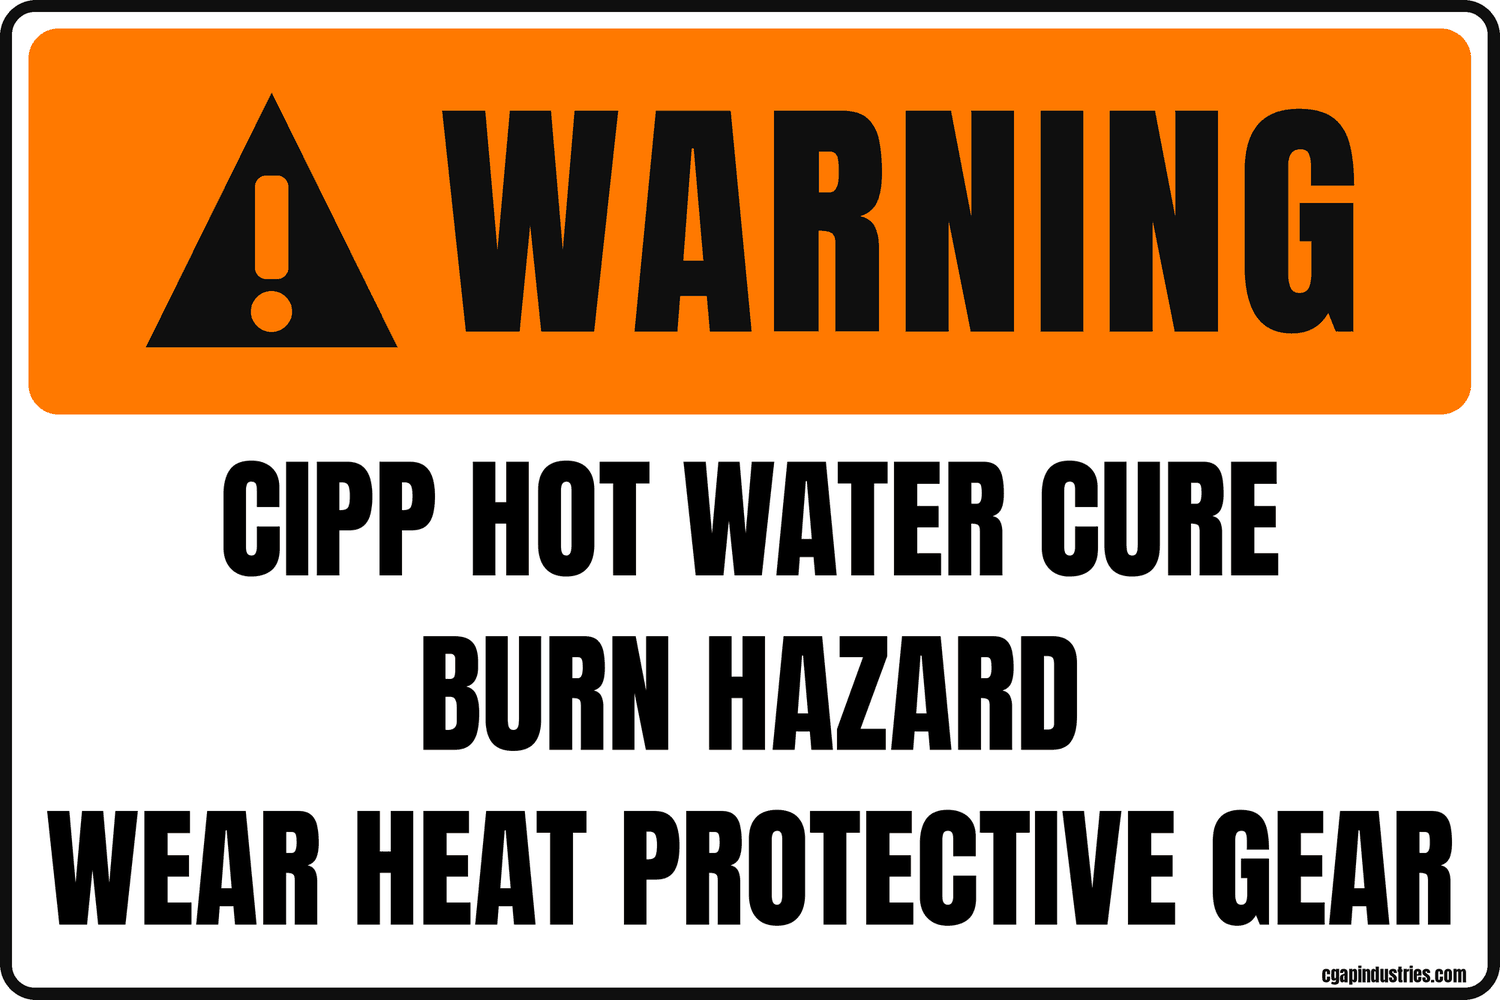 WARNING
CIPP HOT WATER CURE
BURN HAZARD
WEAR HEAT PROTECTIVE GEAR
cgapindustries.com